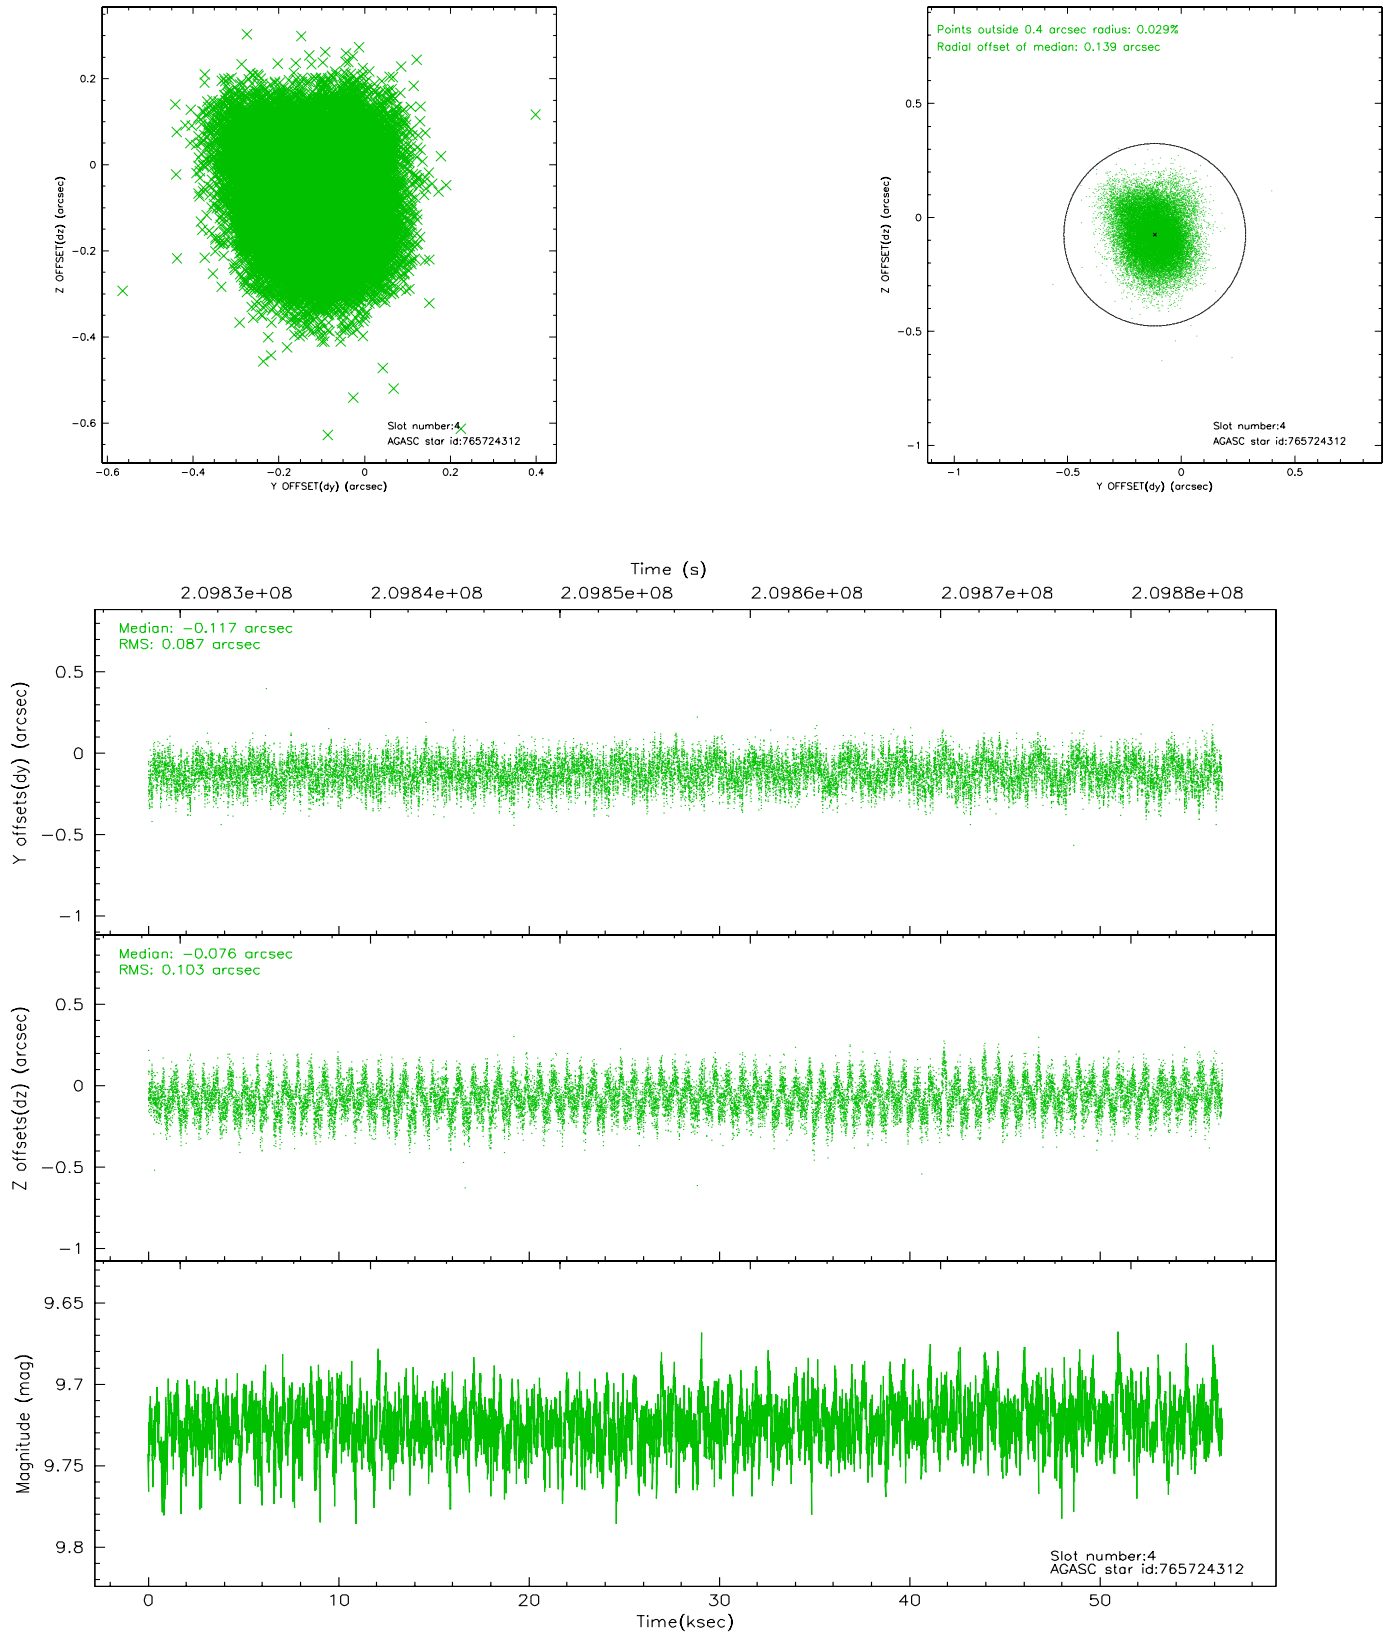 0.2
0
−0.2
−0.4
−0.6
Z OFFSET(dz) (arcsec)
−0.6
−0.4
−0.2
0
0.2
0.4
Y OFFSET(dy) (arcsec)
Slot number:4
AGASC star id:765724312
Points outside 0.4 arcsec radius: 0.029%
Radial offset of median: 0.139 arcsec
0.5
0
−0.5
−1
Z OFFSET(dz) (arcsec)
−1
−0.5
0
0.5
Y OFFSET(dy) (arcsec)
Slot number:4
AGASC star id:765724312
Time (s)
2.0983e+08
2.0984e+08
2.0985e+08
2.0986e+08
2.0987e+08
2.0988e+08
Median: −0.117 arcsec
RMS: 0.087 arcsec
0.5
0
−0.5
−1
Y offsets(dy) (arcsec)
Median: −0.076 arcsec
RMS: 0.103 arcsec
0.5
0
−0.5
−1
Z offsets(dz) (arcsec)
9.65
9.7
9.75
9.8
Magnitude (mag)
Slot number:4
AGASC star id:765724312
0
10
20
30
40
50
Time(ksec)